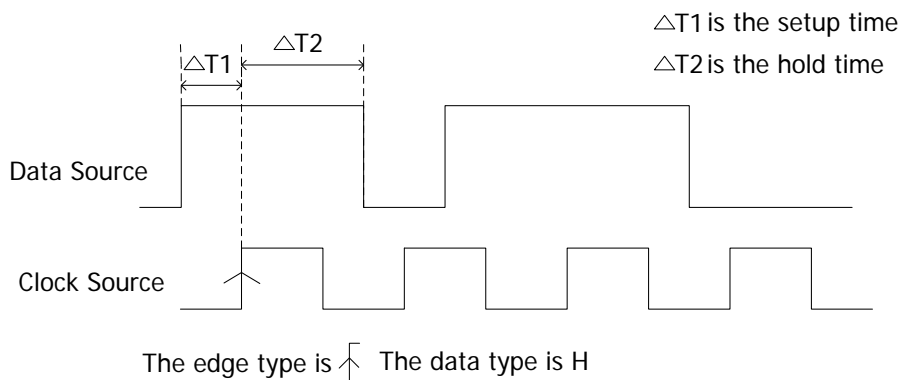 △T1 is the setup time
△T2
△T2 is the hold time
△T1
Data Source
Clock Source
The edge type is The data type is H